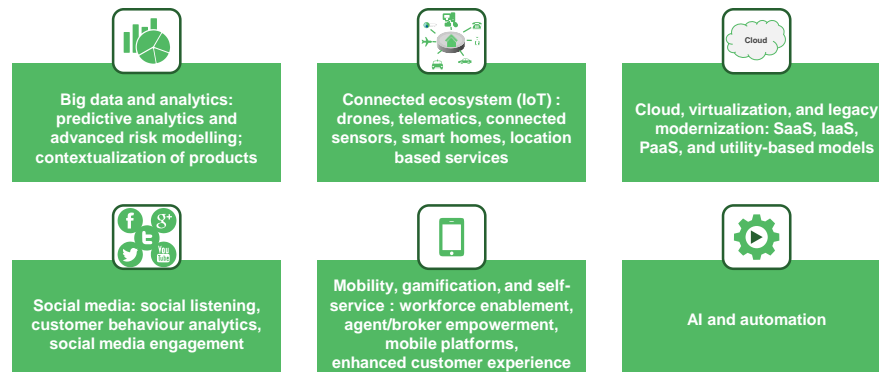 Big data and analytics:
predictive analytics and
advanced risk modelling;
contextualization of products
Connected ecosystem (IoT) :
drones, telematics, connected
sensors, smart homes, location
based services
Cloud
Cloud, virtualization, and legacy
modernization: SaaS, IaaS,
PaaS, and utility-based models
f g+
t
You
Tube
Social media: social listening,
customer behaviour analytics,
social media engagement
Mobility, gamification, and self-
service : workforce enablement,
agent/broker empowerment,
mobile platforms,
enhanced customer experience
AI and automation